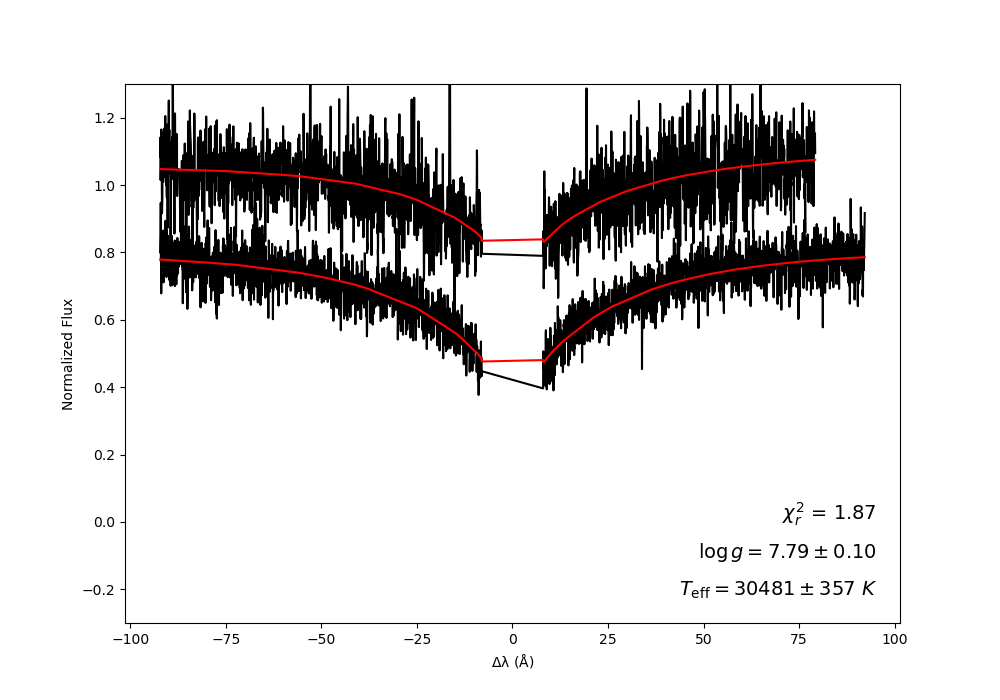 1.2
1.0
0.8
0.6
0.4
0.2
0.0
−0.2
Normalized Flux
χ²ᵣ = 1.87
log g = 7.79 ± 0.10
T_eff = 30481 ± 357 K
−100 −75 −50 −25 0 25 50 75 100
Δλ (Å)